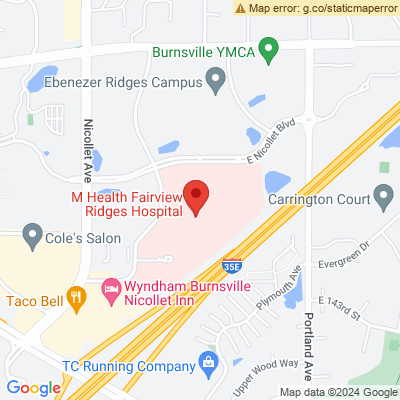 Map error: g.co/staticmaperror
Burnsville YMCA
Ebenezer Ridges Campus
Nicollet Ave
E Nicollet Blvd
M Health Fairview
Ridges Hospital
Carrington Court
Cole's Salon
35E
Evergreen Dr
Wyndham Burnsville
Nicollet Inn
Plymouth Ave
Taco Bell
E 143rd St
Portland Ave
TC Running Company
Upper Wood Way
Google
Map data ©2024 Google